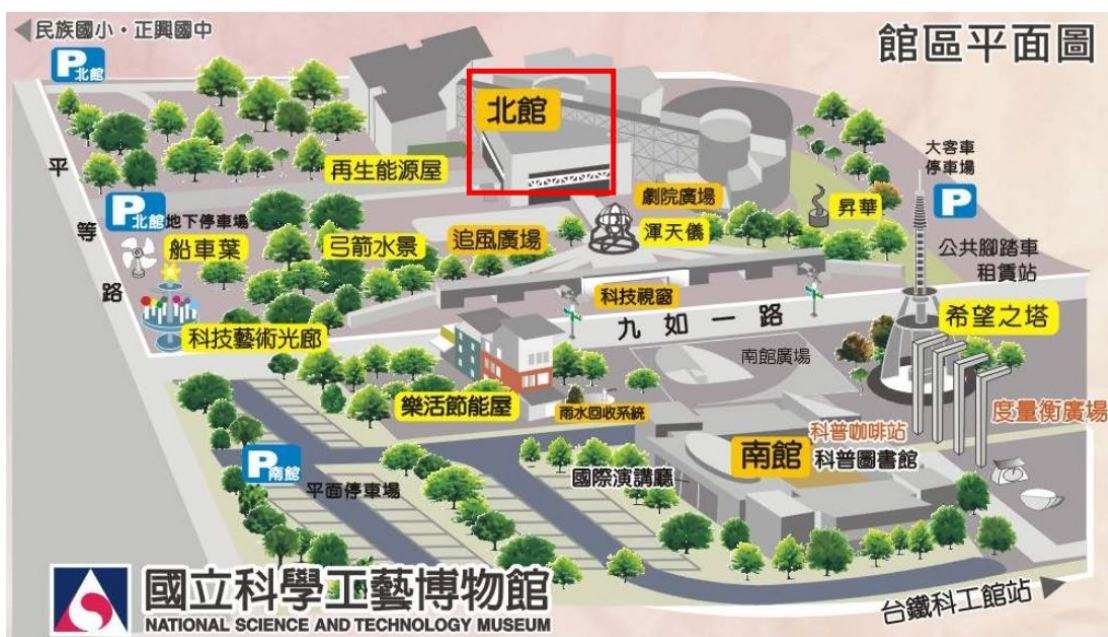 民族國小・正興國中
館區平面圖
P北館
北館
大客車
停車場
P
平等路
再生能源屋
劇院廣場
昇華
P北館 地下停車場
船車葉
弓箭水景
追風廣場
渾天儀
公共腳踏車
租賃站
科技視窗
科技藝術光廊
九如一路
希望之塔
南館廣場
樂活節能屋
雨水回收系統
度量衡廣場
科普咖啡站
南館
科普圖書館
P南館
平面停車場
國際演講廳
國立科學工藝博物館
NATIONAL SCIENCE AND TECHNOLOGY MUSEUM
台鐵科工館站